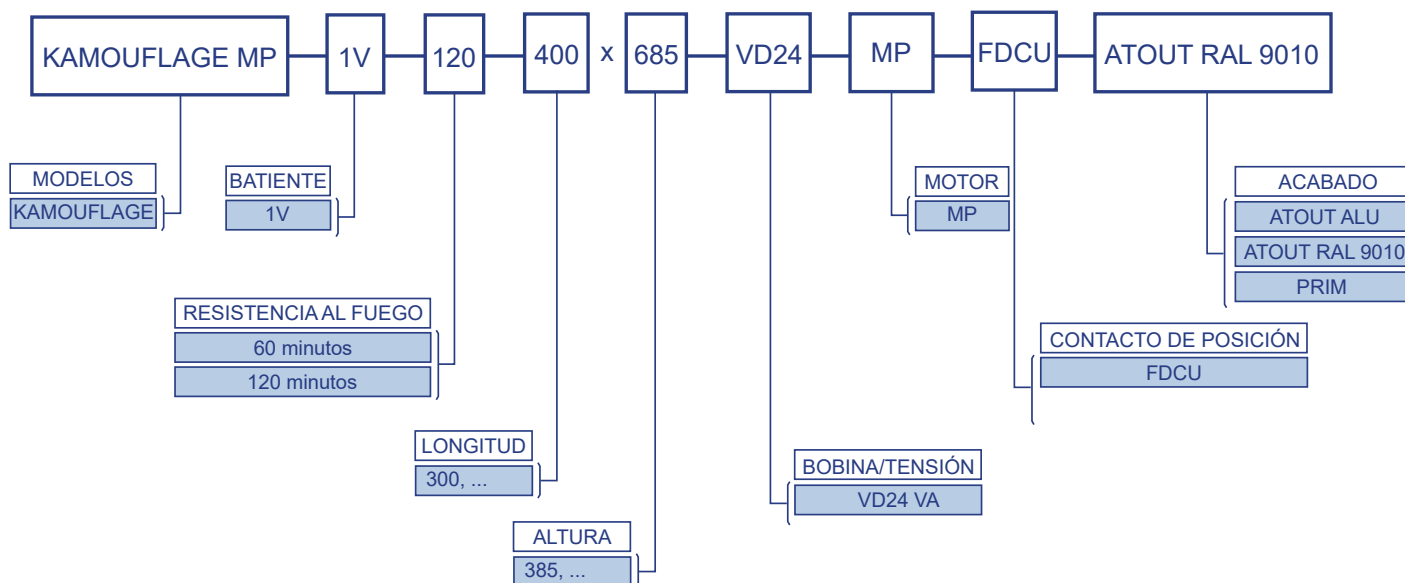 KAMOUFLAGE MP 1V 120 400 x 685 VD24 MP FDCU ATOUT RAL 9010
MODELOS
KAMOUFLAGE
BATIENTE
1V
MOTOR
MP
ACABADO
ATOUT ALU
ATOUT RAL 9010
PRIM
RESISTENCIA AL FUEGO
60 minutos
120 minutos
CONTACTO DE POSICIÓN
FDCU
LONGITUD
300, ...
BOBINA/TENSIÓN
VD24 VA
ALTURA
385, ...